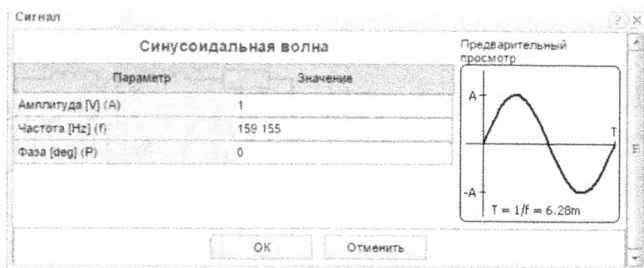 Сигнал
Синусоидальная волна
Параметр Значение
Амплитуда [V] (A) 1
Частота [Hz] (f) 159 155
Фаза [deg] (P) 0
Предварительный
просмотр
A
T
-A
T = 1/f = 6.28m
OK Отменить